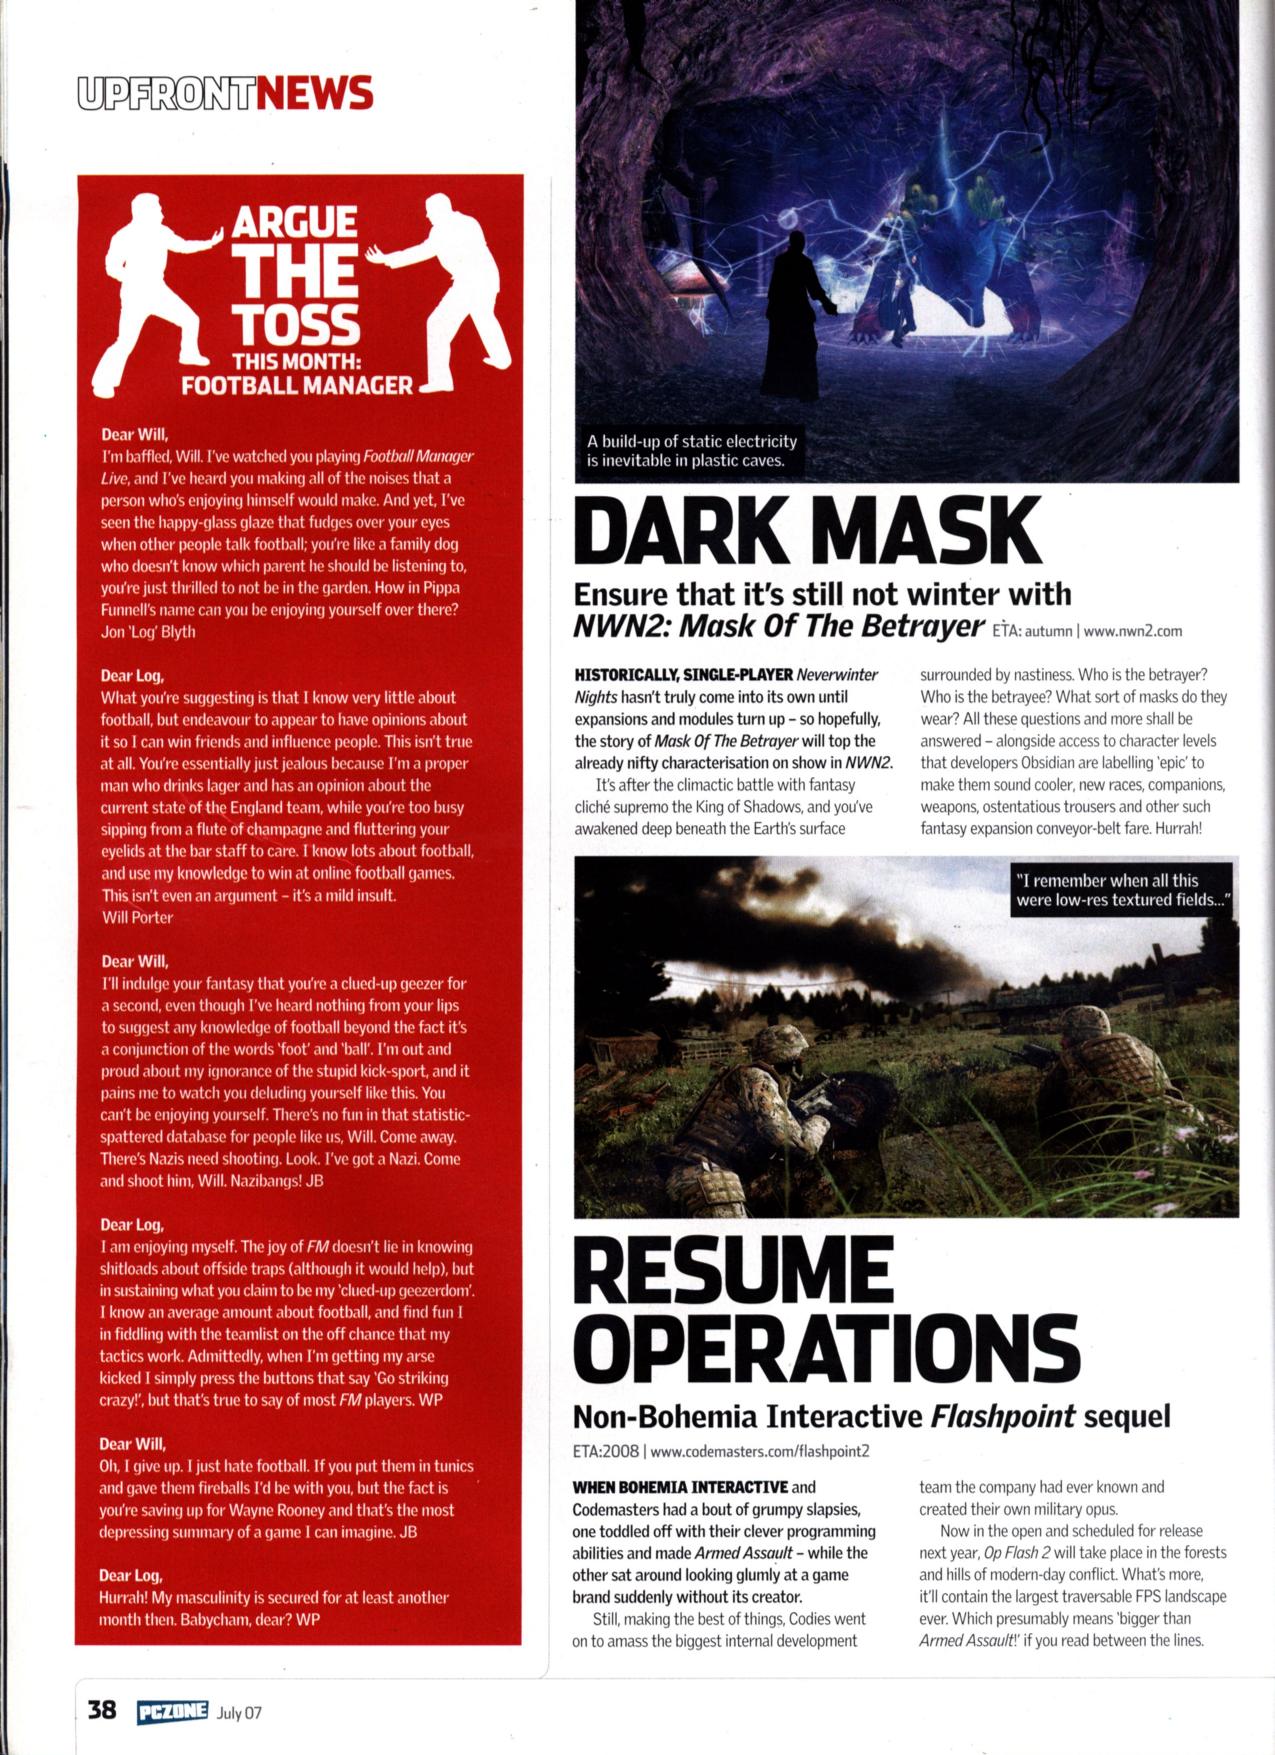 UPFRONTNEWS
ARGUE
THE
TOSS
THIS MONTH:
FOOTBALL MANAGER
Dear Will,
I'm baffled, Will. I've watched you playing Football Manager
Live, and I've heard you making all of the noises that a
person who's enjoying himself would make. And yet, I've
seen the happy-glass glaze that fudges over your eyes
when other people talk football; you're like a family dog
who doesn't know which parent he should be listening to,
you're just thrilled to not be in the garden. How in Pippa
Funnell's name can you be enjoying yourself over there?
Jon 'Log' Blyth
Dear Log,
What you're suggesting is that I know very little about
football, but endeavour to appear to have opinions about
it so I can win friends and influence people. This isn't true
at all. You're essentially just jealous because I'm a proper
man who drinks lager and has an opinion about the
current state of the England team, while you're too busy
sipping from a flute of champagne and fluttering your
eyelids at the bar staff to care. I know lots about football,
and use my knowledge to win at online football games.
This isn't even an argument – it's a mild insult.
Will Porter
Dear Will,
I'll indulge your fantasy that you're a clued-up geezer for
a second, even though I've heard nothing from your lips
to suggest any knowledge of football beyond the fact it's
a conjunction of the words 'foot' and 'ball'. I'm out and
proud about my ignorance of the stupid kick-sport, and it
pains me to watch you deluding yourself like this. You
can't be enjoying yourself. There's no fun in that statistic-
spattered database for people like us, Will. Come away.
There's Nazis need shooting. Look. I've got a Nazi. Come
and shoot him, Will. Nazibangs! JB
Dear Log,
I am enjoying myself. The joy of FM doesn't lie in knowing
shitloads about offside traps (although it would help), but
in sustaining what you claim to be my 'clued-up geezerdom'.
I know an average amount about football, and find fun I
in fiddling with the teamlist on the off chance that my
tactics work. Admittedly, when I'm getting my arse
kicked I simply press the buttons that say 'Go striking
crazy!', but that's true to say of most FM players. WP
Dear Will,
Oh, I give up. I just hate football. If you put them in tunics
and gave them fireballs I'd be with you, but the fact is
you're saving up for Wayne Rooney and that's the most
depressing summary of a game I can imagine. JB
Dear Log,
Hurrah! My masculinity is secured for at least another
month then. Babycham, dear? WP
A build-up of static electricity
is inevitable in plastic caves.
DARK MASK
Ensure that it's still not winter with
NWN2: Mask Of The Betrayer ETA: autumn | www.nwn2.com
HISTORICALLY, SINGLE-PLAYER Neverwinter
Nights hasn't truly come into its own until
expansions and modules turn up – so hopefully,
the story of Mask Of The Betrayer will top the
already nifty characterisation on show in NWN2.
It's after the climactic battle with fantasy
cliché supremo the King of Shadows, and you've
awakened deep beneath the Earth's surface
surrounded by nastiness. Who is the betrayer?
Who is the betrayee? What sort of masks do they
wear? All these questions and more shall be
answered – alongside access to character levels
that developers Obsidian are labelling 'epic' to
make them sound cooler, new races, companions,
weapons, ostentatious trousers and other such
fantasy expansion conveyor-belt fare. Hurrah!
"I remember when all this
were low-res textured fields..."
RESUME
OPERATIONS
Non-Bohemia Interactive Flashpoint sequel
ETA:2008 | www.codemasters.com/flashpoint2
WHEN BOHEMIA INTERACTIVE and
Codemasters had a bout of grumpy slapsies,
one toddled off with their clever programming
abilities and made Armed Assault – while the
other sat around looking glumly at a game
brand suddenly without its creator.
Still, making the best of things, Codies went
on to amass the biggest internal development
team the company had ever known and
created their own military opus.
Now in the open and scheduled for release
next year, Op Flash 2 will take place in the forests
and hills of modern-day conflict. What's more,
it'll contain the largest traversable FPS landscape
ever. Which presumably means 'bigger than
Armed Assault!' if you read between the lines.
38 PCZONE July 07